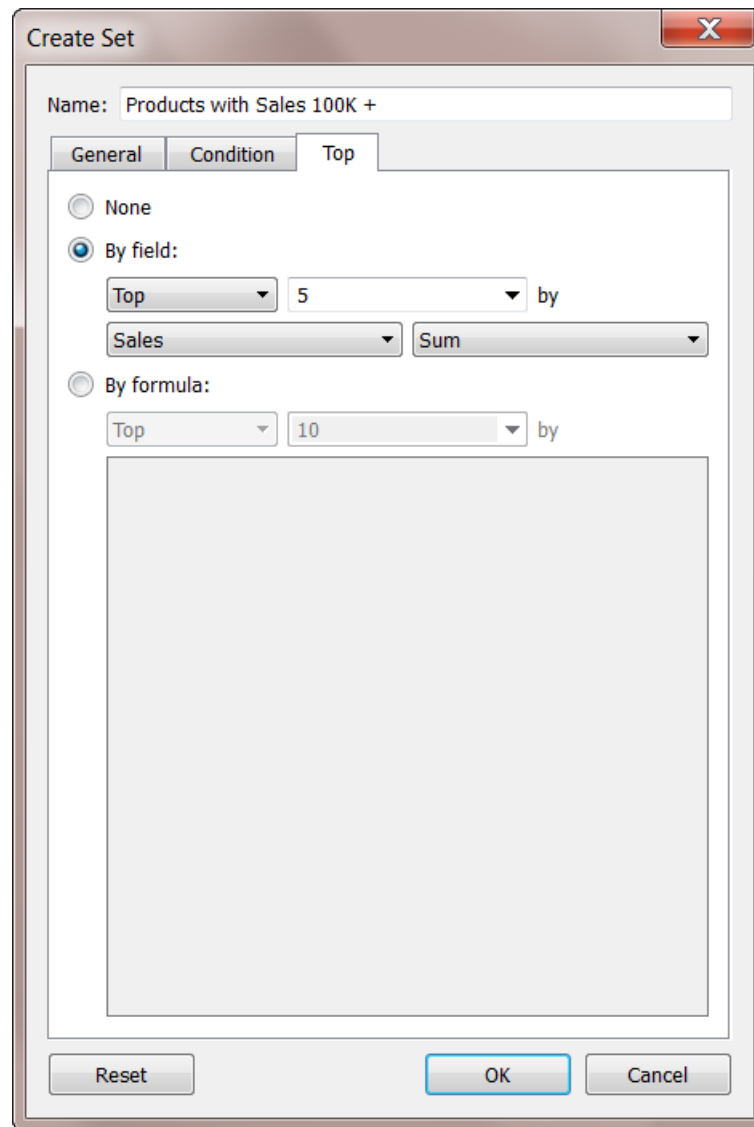 Create Set
X
Name: Products with Sales 100K +
General Condition Top
None
By field:
Top 5 by
Sales Sum
By formula:
Top 10 by
Reset OK Cancel